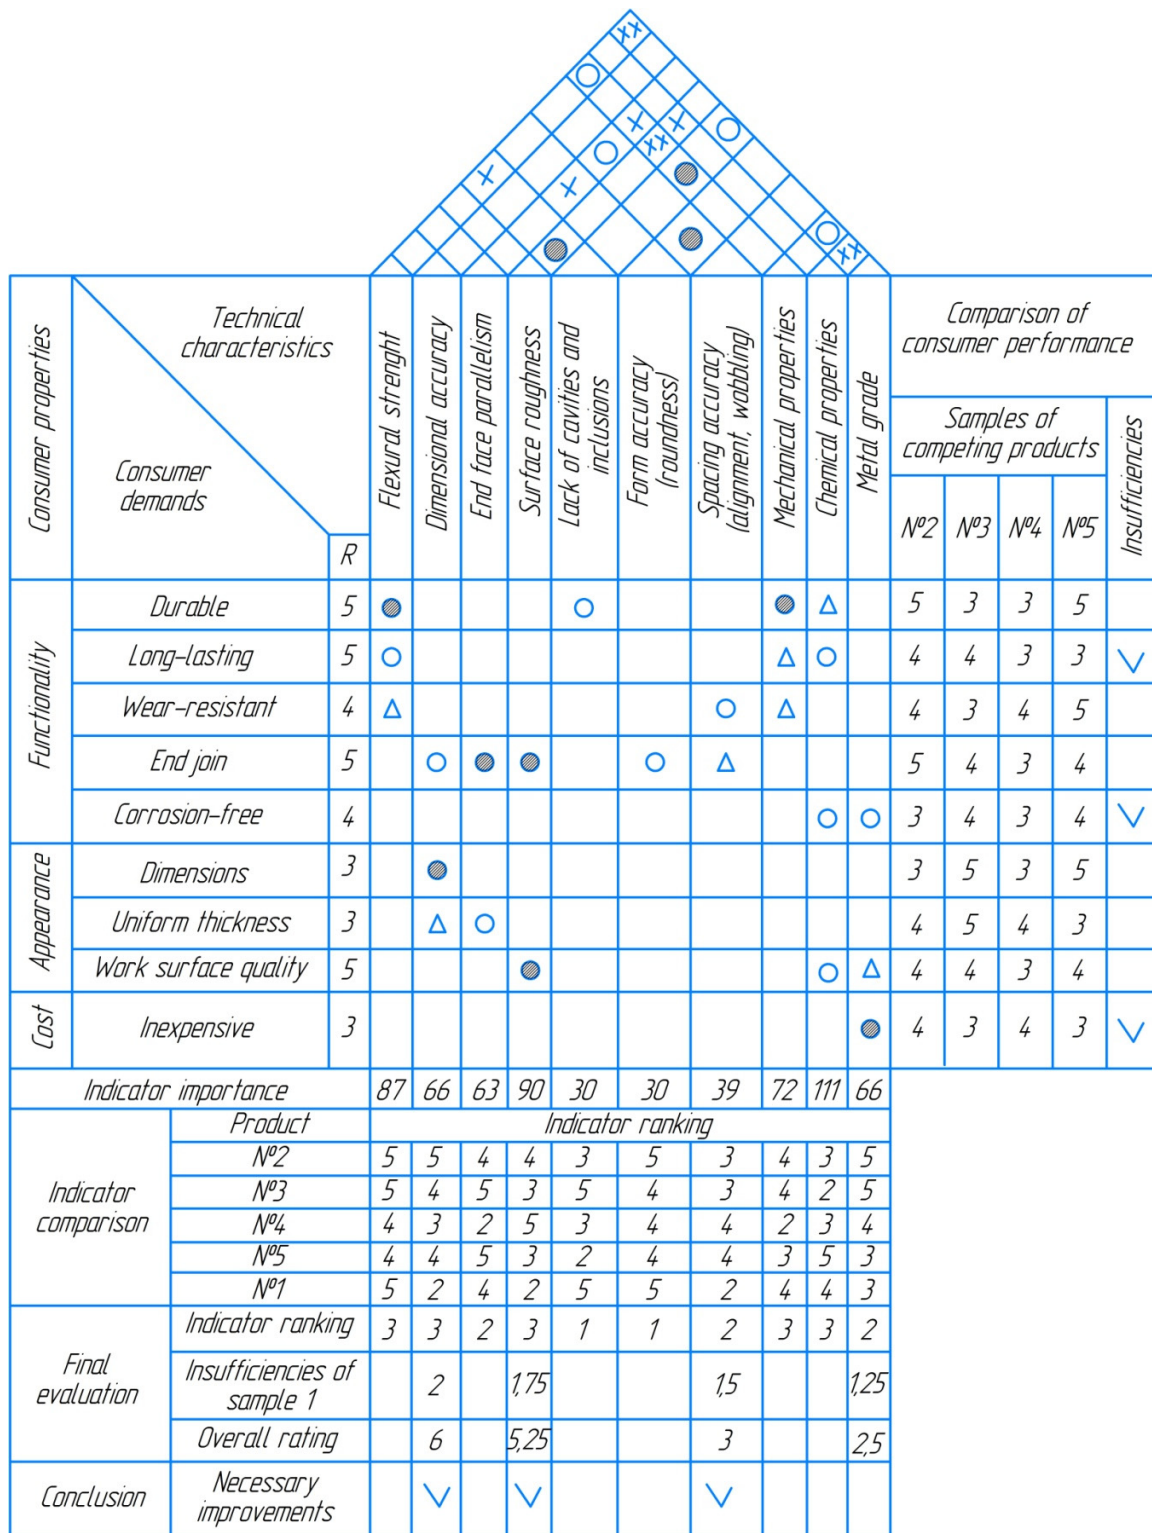 Consumer properties
Technical
characteristics
Consumer
demands
R
Flexural strenght
Dimensional accuracy
End face parallelism
Surface roughness
Lack of cavities and
inclusions
Form accuracy
(roundness)
Spacing accuracy
(alignment, wobbling)
Mechanical properties
Chemical properties
Metal grade
Comparison of
consumer performance
Samples of
competing products
Insufficiencies
№2 №3 №4 №5
Functionality
Durable 5 5 3 3 5
Long-lasting 5 4 4 3 3
Wear-resistant 4 4 3 4 5
End join 5 5 4 3 4
Corrosion-free 4 3 4 3 4
Appearance
Dimensions 3 3 5 3 5
Uniform thickness 3 4 5 4 3
Work surface quality 5 4 4 3 4
Cost
Inexpensive 3 4 3 4 3
Indicator importance 87 66 63 90 30 30 39 72 111 66
Indicator
comparison
Product Indicator ranking
№2 5 5 4 4 3 5 3 4 3 5
№3 5 4 5 3 5 4 3 4 2 5
№4 4 3 2 5 3 4 4 2 3 4
№5 4 4 5 3 2 4 4 3 5 3
№1 5 2 4 2 5 5 2 4 4 3
Final
evaluation
Indicator ranking 3 3 2 3 1 1 2 3 3 2
Insufficiencies of
sample 1
2 1,75 1,5 1,25
Overall rating 6 5,25 3 2,5
Conclusion
Necessary
improvements